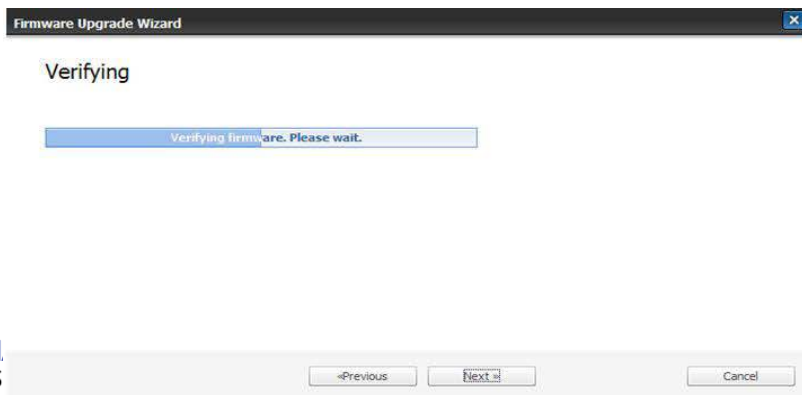 Firmware Upgrade Wizard
Verifying
Verifying firmware. Please wait.
«Previous
Next »
Cancel